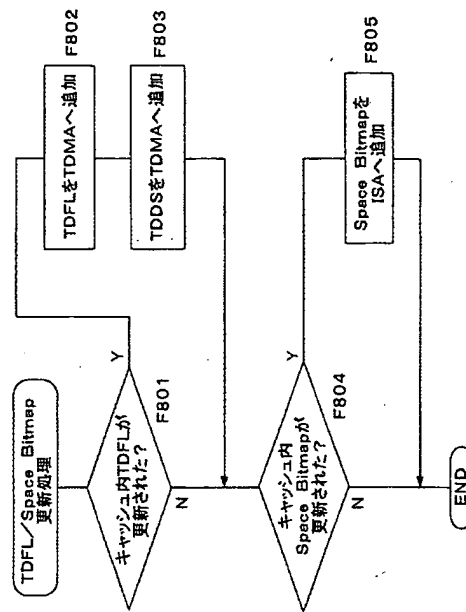 TDFL／Space Bitmap
更新処理
キャッシュ内TDFLが
更新された？
F801
Y
N
TDFLをTDMAへ追加
F802
TDDSをTDMAへ追加
F803
キャッシュ内
Space Bitmapが
更新された？
F804
Y
N
Space Bitmapを
ISAへ追加
F805
END